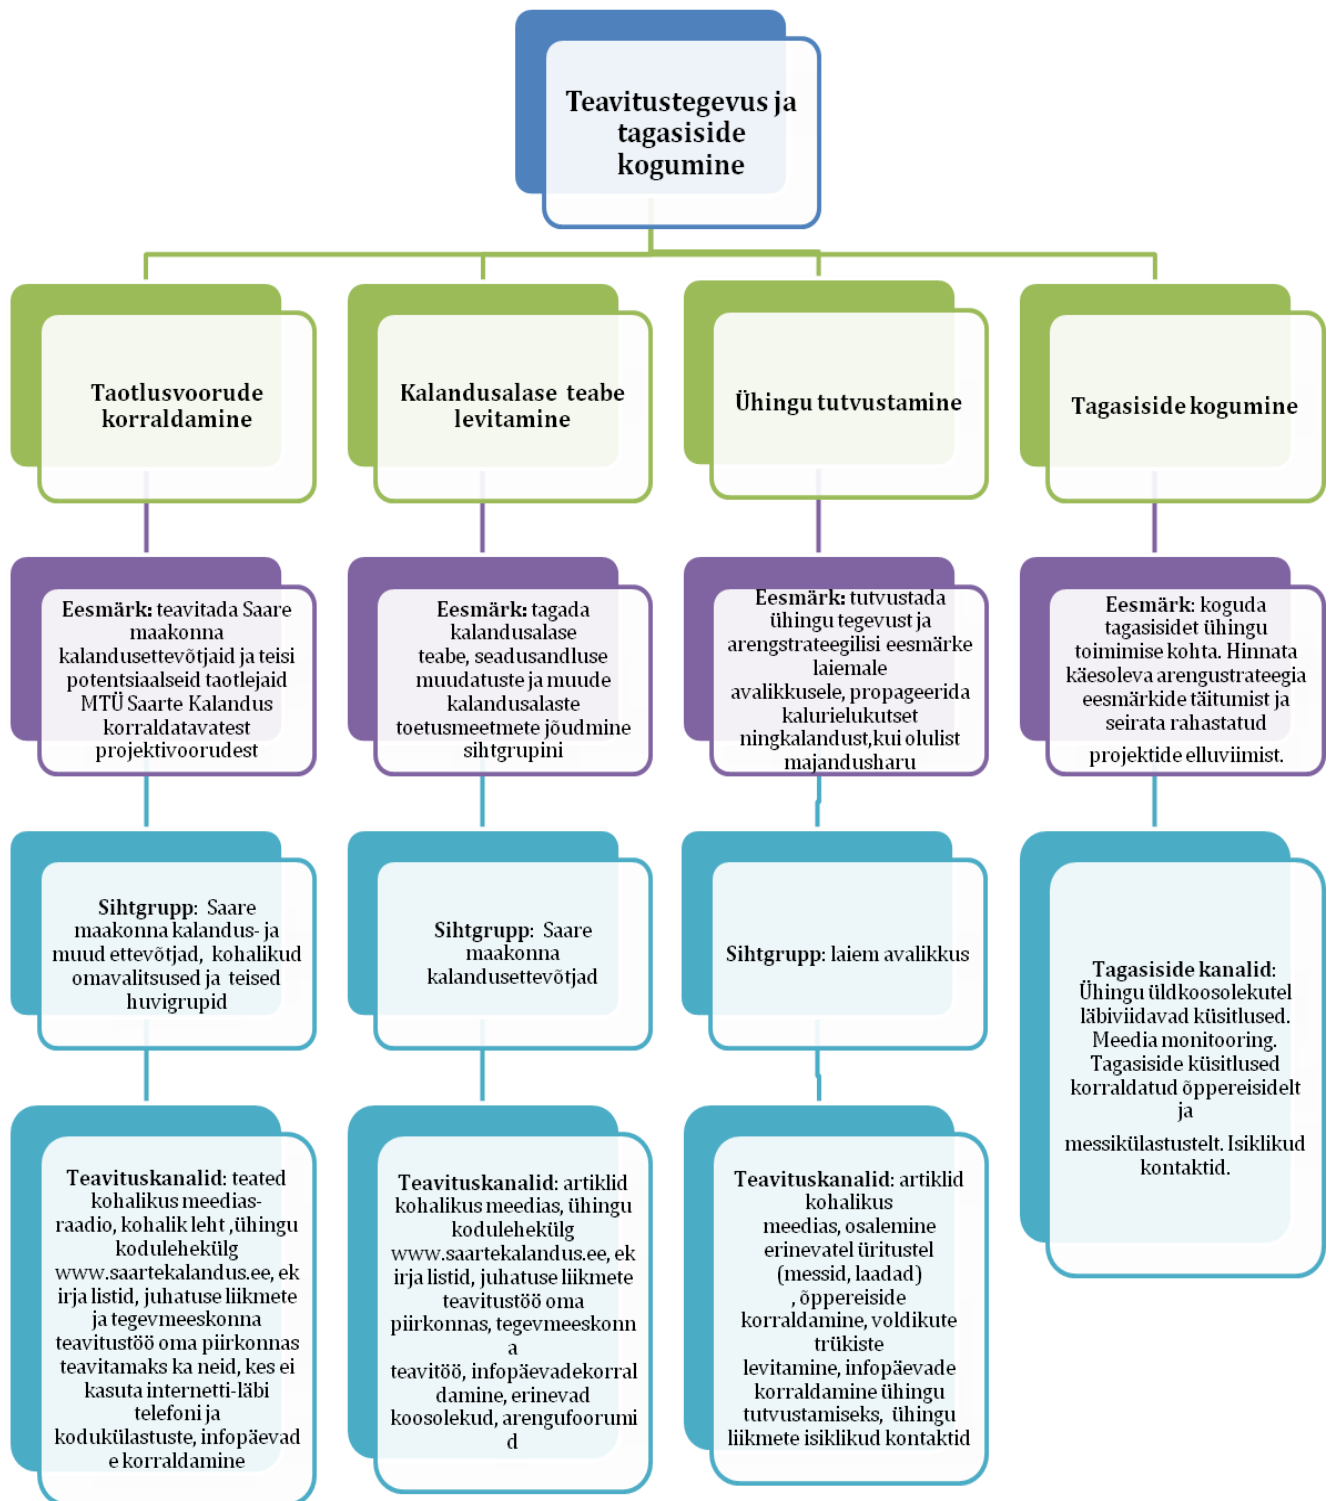 Teavitustegevus ja
tagasiside
kogumine
Taotlusvoorude
korraldamine
Kalandusalase teabe
levitamine
Ühingu tutvustamine
Tagasiside kogumine
Eesmärk: teavitada Saare
maakonna
kalandusettevõtjaid ja teisi
potentsiaalseid taotlejaid
MTÜ Saarte Kalandus
korraldatavatest
projektivoorudest
Eesmärk: tagada
kalandusalase
teabe, seadusandluse
muudatuste ja muude
kalandusalaste
toetusmeetmete jõudmine
sihtgrupini
Eesmärk: tutvustada
ühingu tegevust ja
arengstrateegilisi eesmärke
laiemale
avalikkusele, propageerida
kalurielukutset
ningkalandust,kui olulist
majandusharu
Eesmärk: koguda
tagasisidet ühingu
toimimise kohta. Hinnata
käesoleva arengustrateegia
eesmärkide täitumist ja
seirata rahastatud
projektide elluviimist.
Sihtgrupp: Saare
maakonna kalandus- ja
muud ettevõtjad, kohalikud
omavalitsused ja teised
huvigrupid
Sihtgrupp: Saare
maakonna
kalandusettevõtjad
Sihtgrupp: laiem avalikkus
Tagasiside kanalid:
Ühingu üldkoosolekutel
läbiviidavad küsitlused.
Meedia monitooring.
Tagasiside küsitlused
korraldatud õppereisidelt
ja
messikülastustelt. Isiklikud
kontaktid.
Teavituskanalid: teated
kohalikus meedias-
raadio, kohalik leht ,ühingu
kodulehekülg
www.saartekalandus.ee, ek
irja listid, juhatuse liikmete
ja tegevmeeskonna
teavitustöö oma piirkonnas
teavitamaks ka neid, kes ei
kasuta internetti-läbi
telefoni ja
kodukülastuste, infopäevad
e korraldamine
Teavituskanalid: artiklid
kohalikus meedias, ühingu
kodulehekülg
www.saartekalandus.ee, ek
irja listid, juhatuse liikmete
teavitustöö oma
piirkonnas, tegevmeeskonn
a
teavitöö, infopäevadekorral
damine, erinevad
koosolekud, arengufoorumi
d
Teavituskanalid: artiklid
kohalikus
meedias, osalemine
erinevatel üritustel
(messid, laadad)
, õppereiside
korraldamine, voldikute
trükiste
levitamine, infopäevade
korraldamine ühingu
tutvustamiseks, ühingu
liikmete isiklikud kontaktid